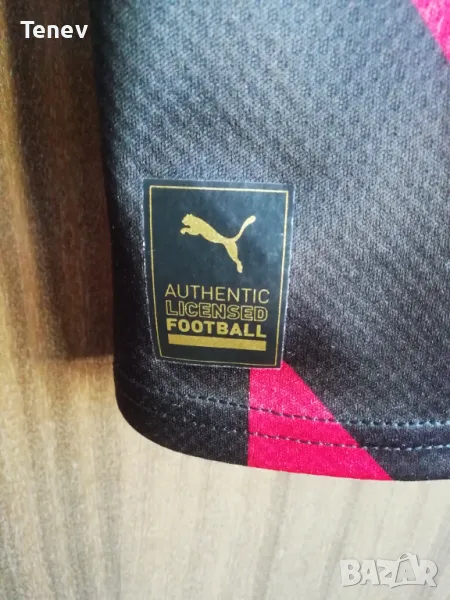 Tenev
AUTHENTIC
LICENSED
FOOTBALL
BAZAR
.bg